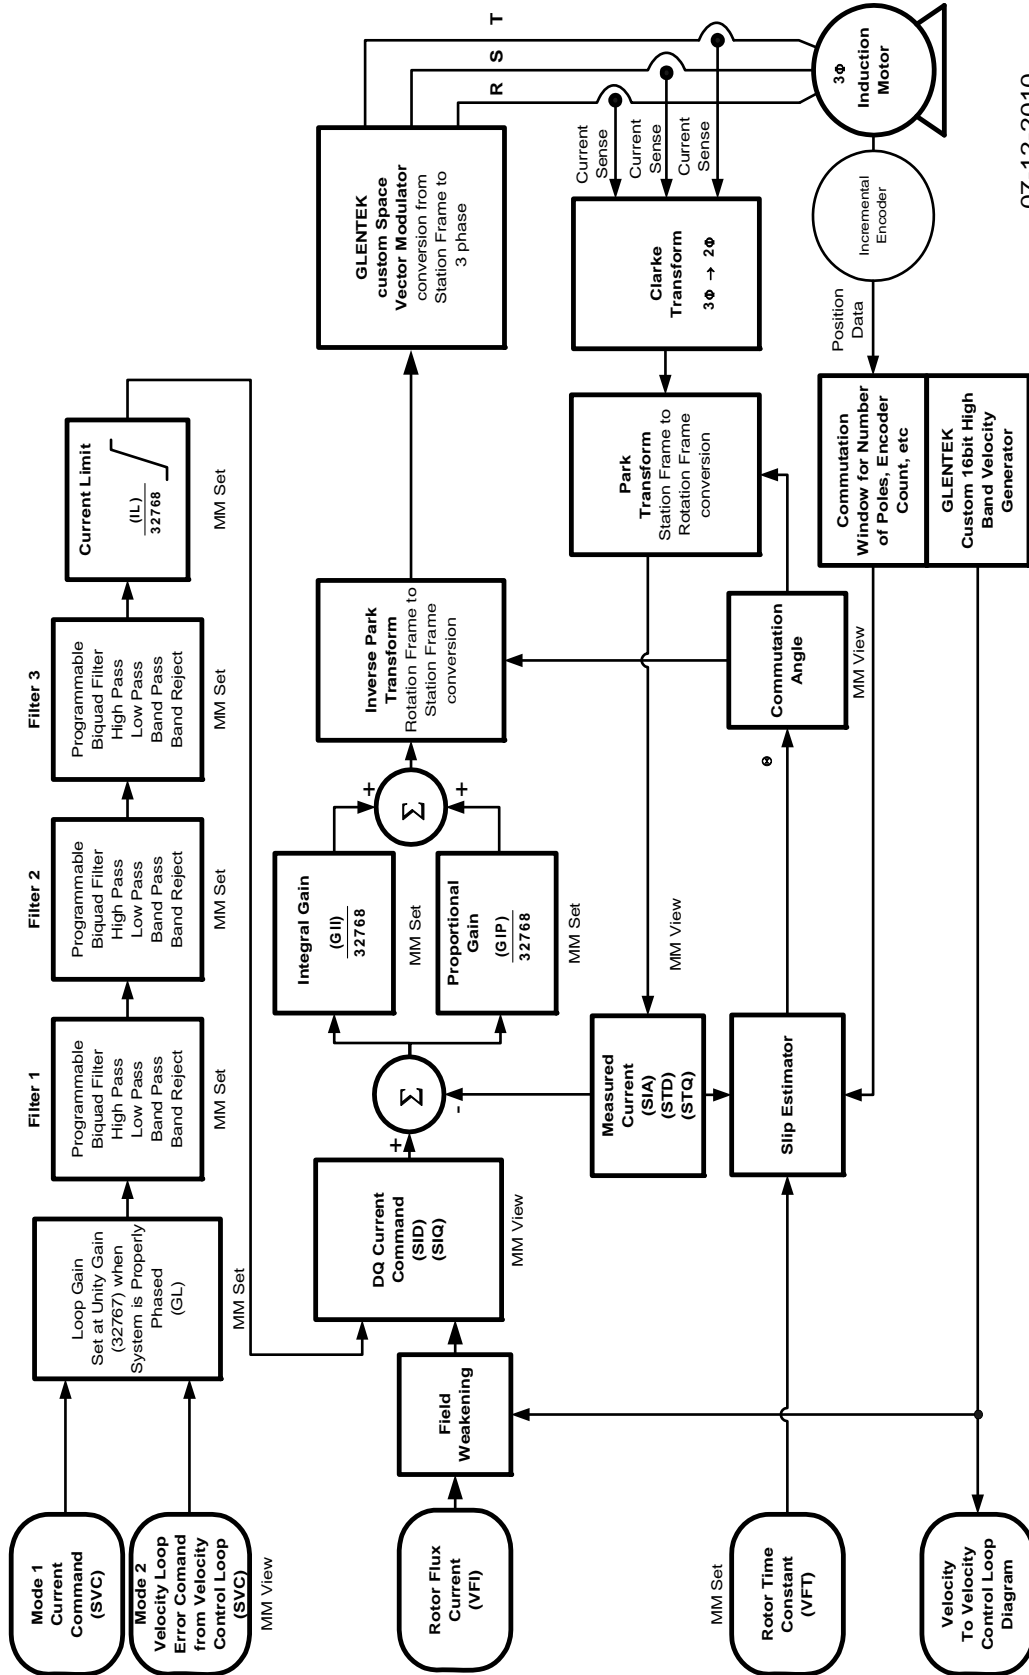 Mode 1
Current
Command
(SVC)
Mode 2
Velocity Loop
Error Comand
from Velocity
Control Loop
(SVC)
MM View
Loop Gain
Set at Unity Gain
(32767) when
System is Properly
Phased
(GL)
MM Set
Filter 1
Programmable
Biquad Filter
High Pass
Low Pass
Band Pass
Band Reject
MM Set
Filter 2
Programmable
Biquad Filter
High Pass
Low Pass
Band Pass
Band Reject
MM Set
Filter 3
Programmable
Biquad Filter
High Pass
Low Pass
Band Pass
Band Reject
MM Set
Current Limit
(IL)
32768
MM Set
Rotor Flux
Current
(VFI)
Field
Weakening
DQ Current
Command
(SID)
(SIQ)
MM View
+
-
Σ
Integral Gain
(GII)
32768
MM Set
Proportional
Gain
(GIP)
32768
MM Set
+
+
Σ
Inverse Park
Transform
Rotation Frame to
Station Frame
conversion
GLENTEK
custom Space
Vector Modulator
conversion from
Station Frame to
3 phase
R
S
T
Measured
Current
(SIA)
(STD)
(STQ)
MM View
Park
Transform
Station Frame to
Rotation Frame
conversion
Clarke
Transform
3Φ → 2Φ
Current
Sense
Current
Sense
Current
Sense
MM Set
Rotor Time
Constant
(VFT)
Slip Estimator
Θ
Commutation
Angle
MM View
Commutation
Window for Number
of Poles, Encoder
Count, etc
GLENTEK
Custom 16bit High
Band Velocity
Generator
Position
Data
Incremental
Encoder
3Φ
Induction
Motor
Velocity
To Velocity
Control Loop
Diagram